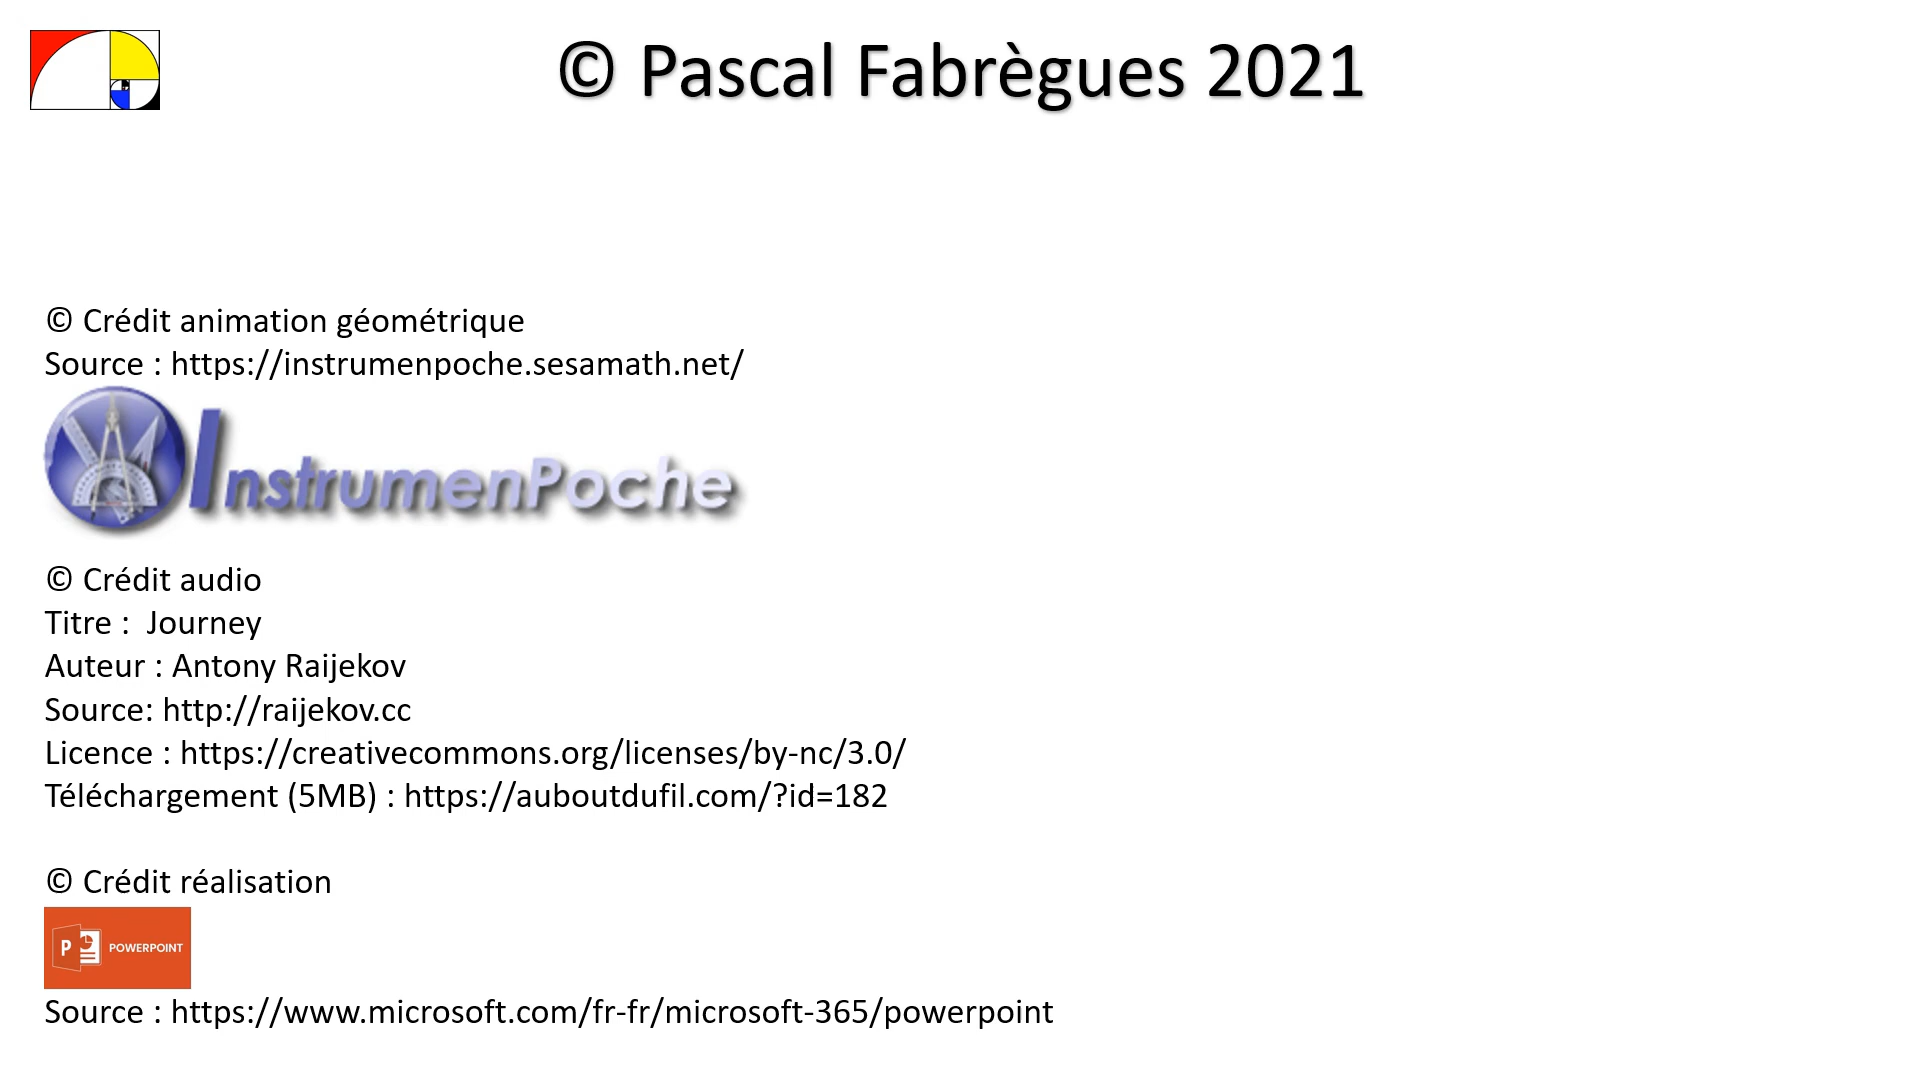 © Pascal Fabrègues 2021
© Crédit animation géométrique
Source : https://instrumenpoche.sesamath.net/
InstrumenPoche
© Crédit audio
Titre :  Journey
Auteur : Antony Raijekov
Source: http://raijekov.cc
Licence : https://creativecommons.org/licenses/by-nc/3.0/
Téléchargement (5MB) : https://auboutdufil.com/?id=182
© Crédit réalisation
P POWERPOINT
Source : https://www.microsoft.com/fr-fr/microsoft-365/powerpoint